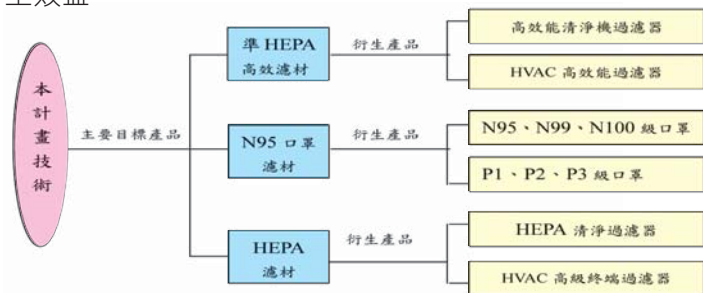 本計畫技術
主要目標產品
準 HEPA
高效濾材
衍生產品
高效能清淨機過濾器
HVAC 高效能過濾器
N95 口罩
濾材
衍生產品
N95、N99、N100 級口罩
P1、P2、P3 級口罩
HEPA
濾材
衍生產品
HEPA 清淨過濾器
HVAC 高級終端過濾器